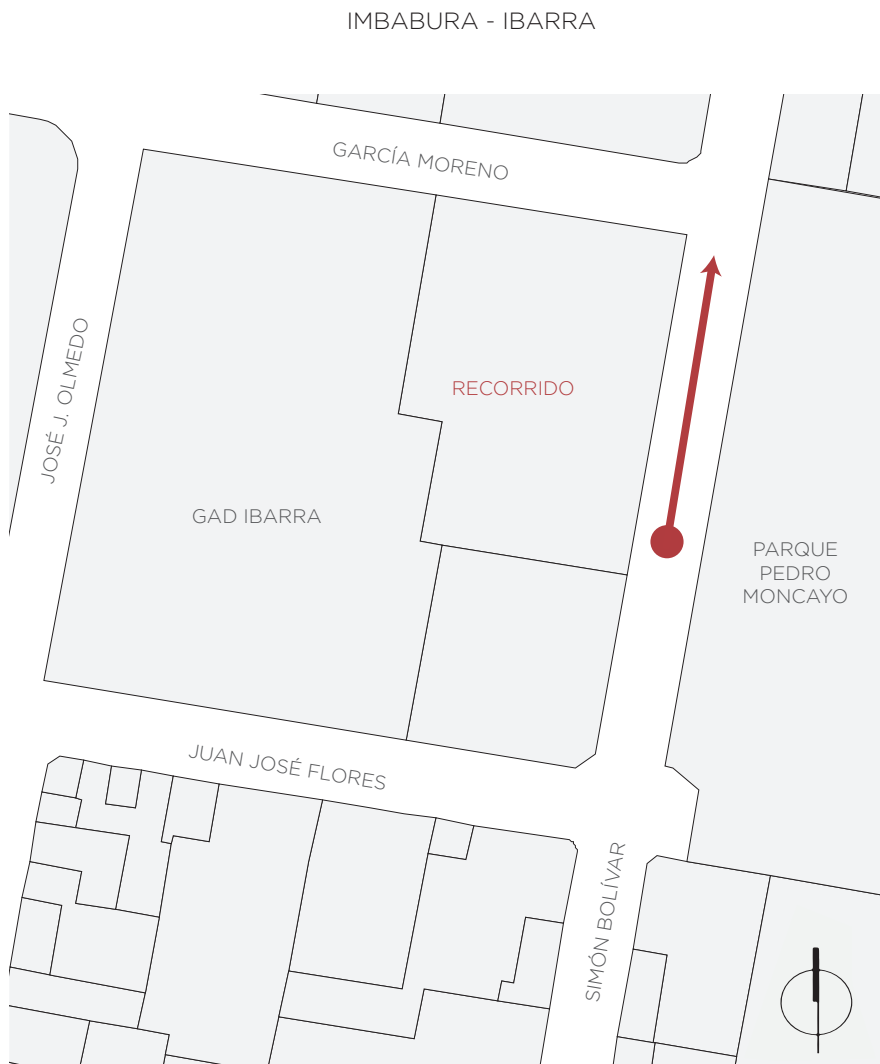 IMBABURA - IBARRA
GARCÍA MORENO
JOSÉ J. OLMEDO
RECORRIDO
GAD IBARRA
PARQUE
PEDRO
MONCAYO
JUAN JOSÉ FLORES
SIMÓN BOLÍVAR